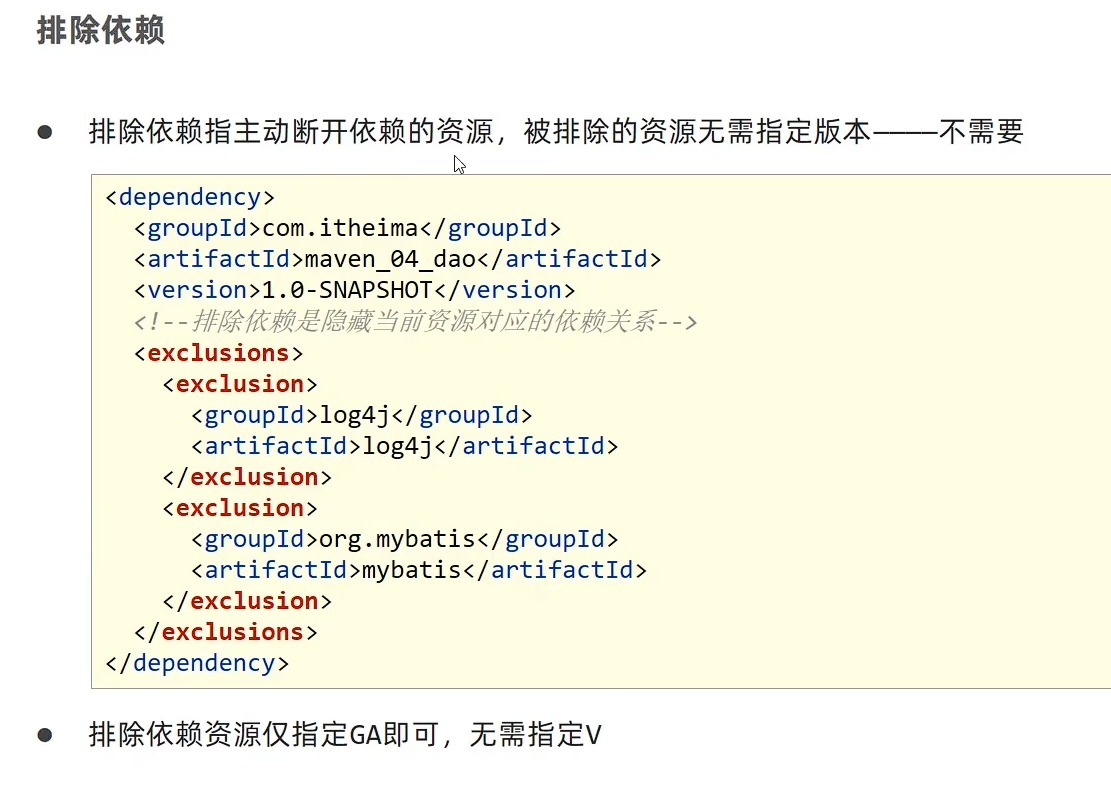 排除依赖
● 排除依赖指主动断开依赖的资源，被排除的资源无需指定版本————不需要
<dependency>
  <groupId>com.itheima</groupId>
  <artifactId>maven_04_dao</artifactId>
  <version>1.0-SNAPSHOT</version>
  <!--排除依赖是隐藏当前资源对应的依赖关系-->
  <exclusions>
    <exclusion>
      <groupId>log4j</groupId>
      <artifactId>log4j</artifactId>
    </exclusion>
    <exclusion>
      <groupId>org.mybatis</groupId>
      <artifactId>mybatis</artifactId>
    </exclusion>
  </exclusions>
</dependency>
● 排除依赖资源仅指定GA即可，无需指定V